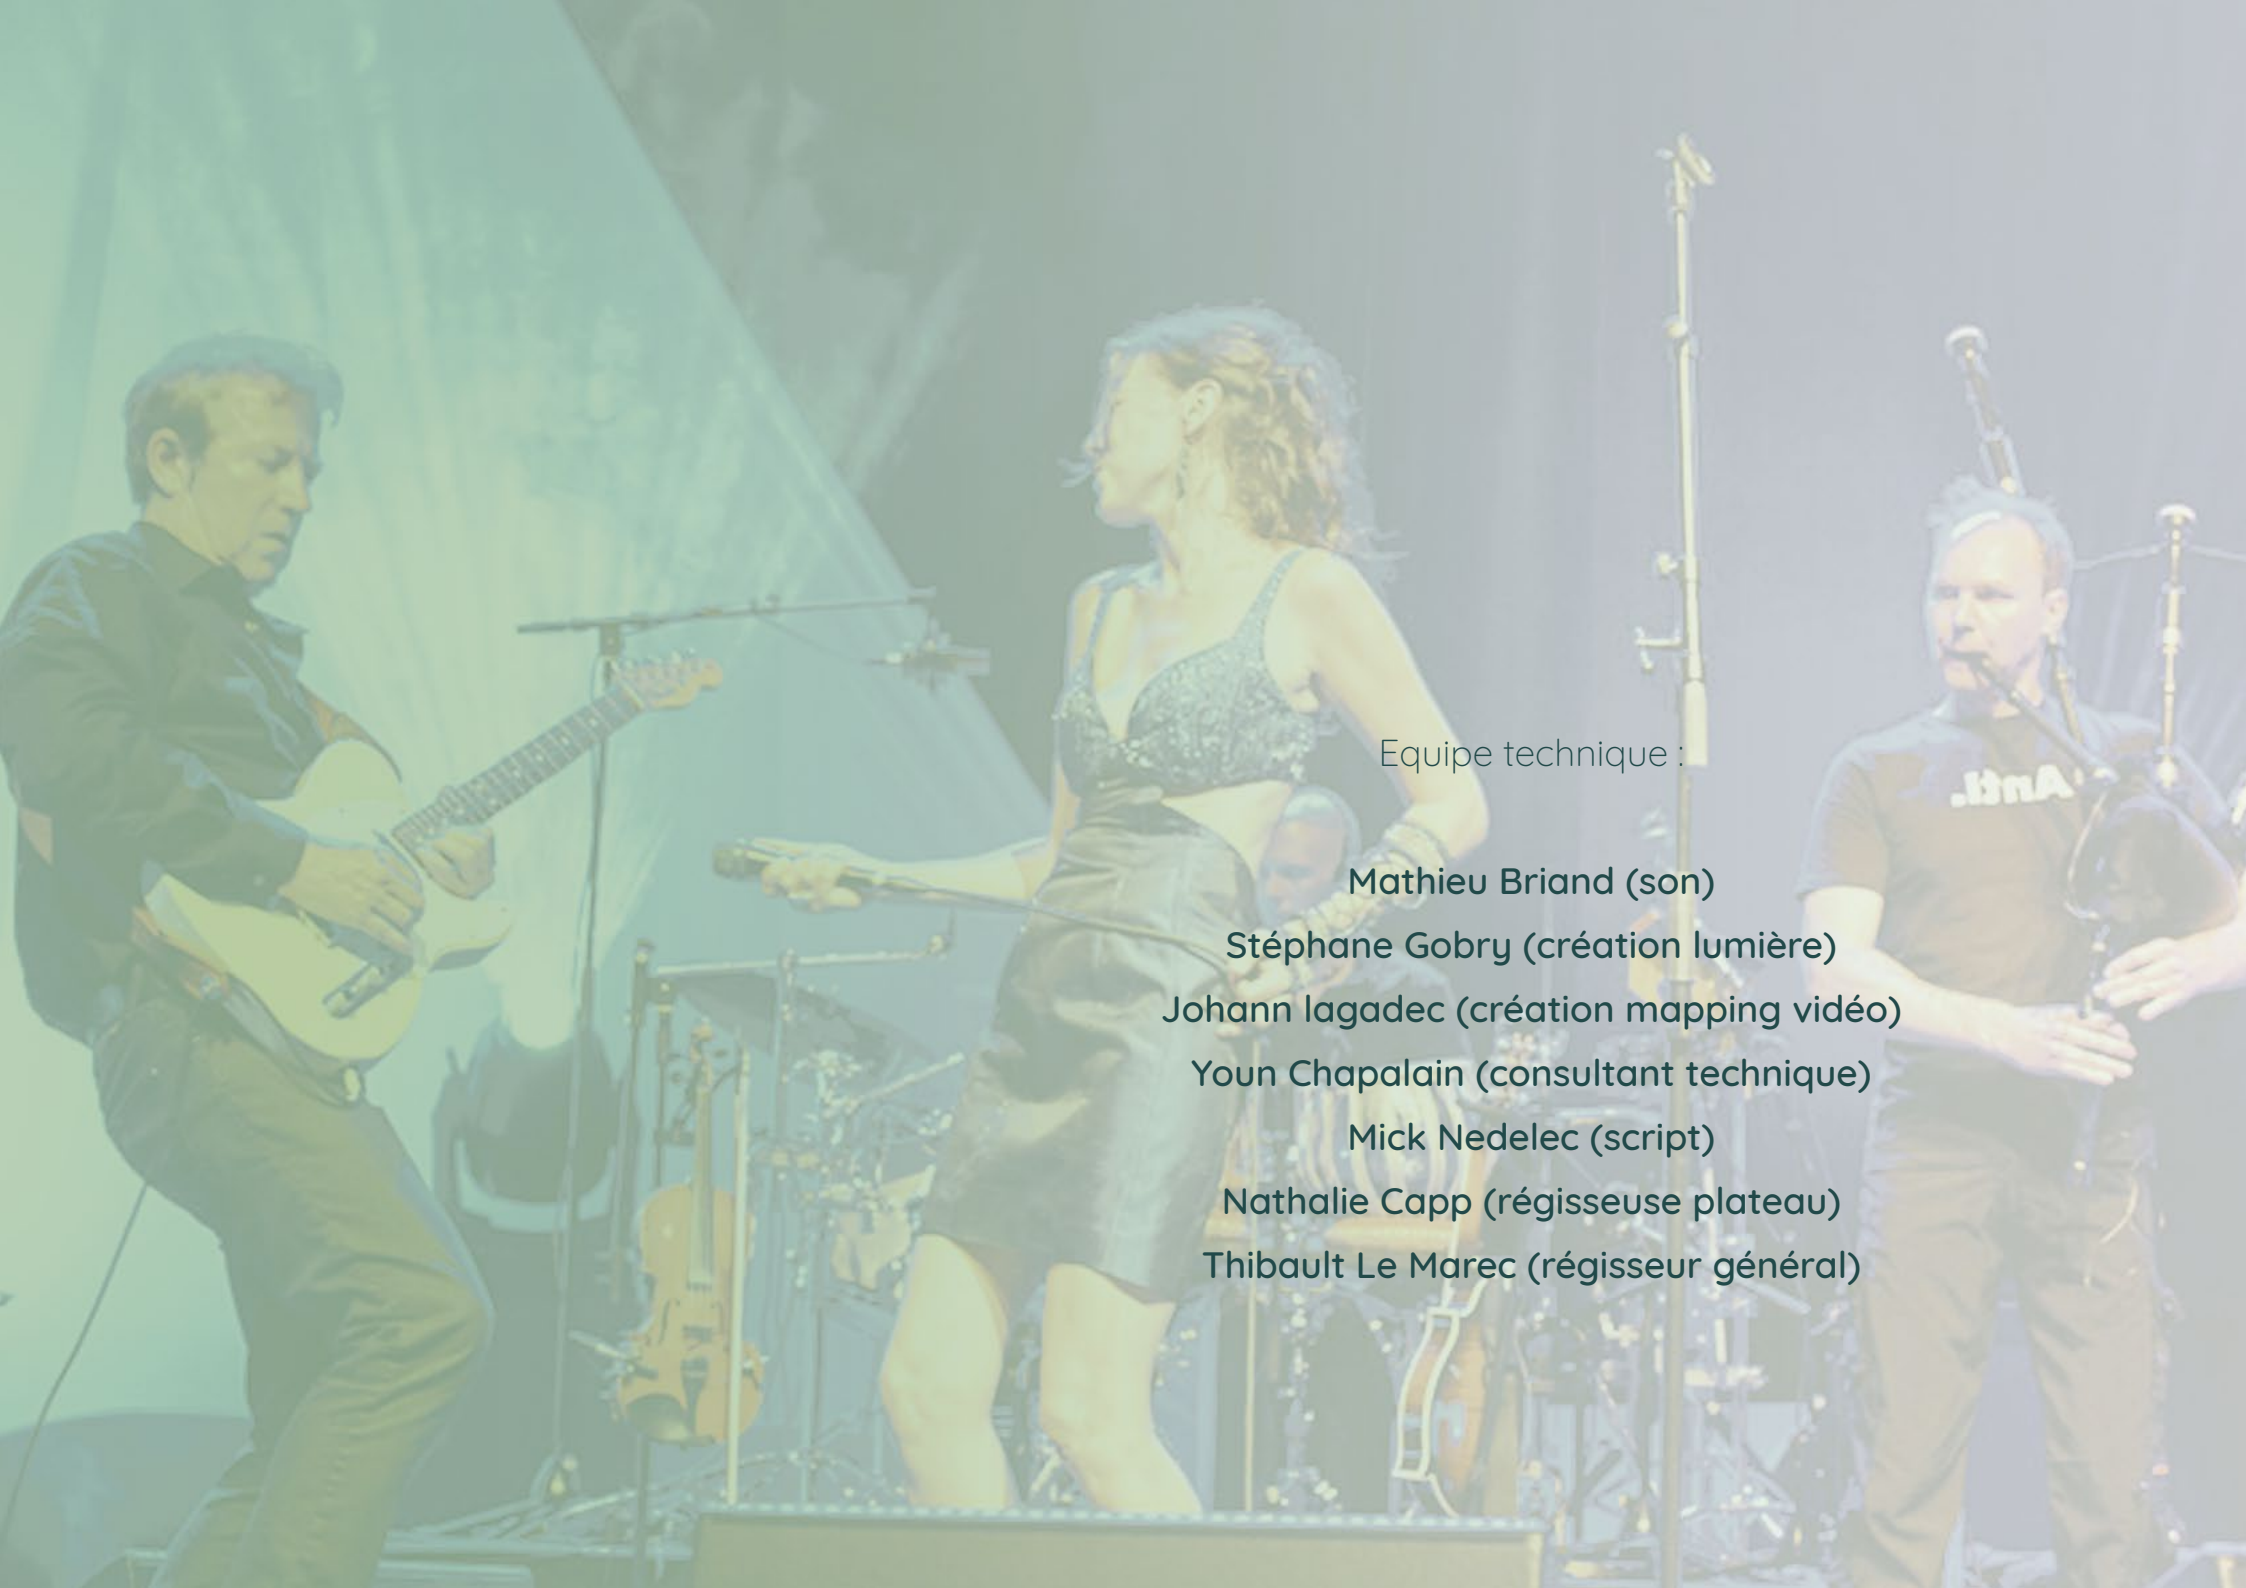 Equipe technique :
Mathieu Briand (son)
Stéphane Gobry (création lumière)
Johann lagadec (création mapping vidéo)
Youn Chapalain (consultant technique)
Mick Nedelec (script)
Nathalie Capp (régisseuse plateau)
Thibault Le Marec (régisseur général)